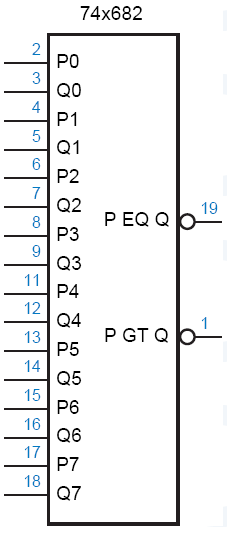 74x682
2 P0
3 Q0
4 P1
5 Q1
6 P2
7 Q2
8 P3
9 Q3
11 P4
12 Q4
13 P5
14 Q5
15 P6
16 Q6
17 P7
18 Q7
P EQ Q 19
P GT Q 1